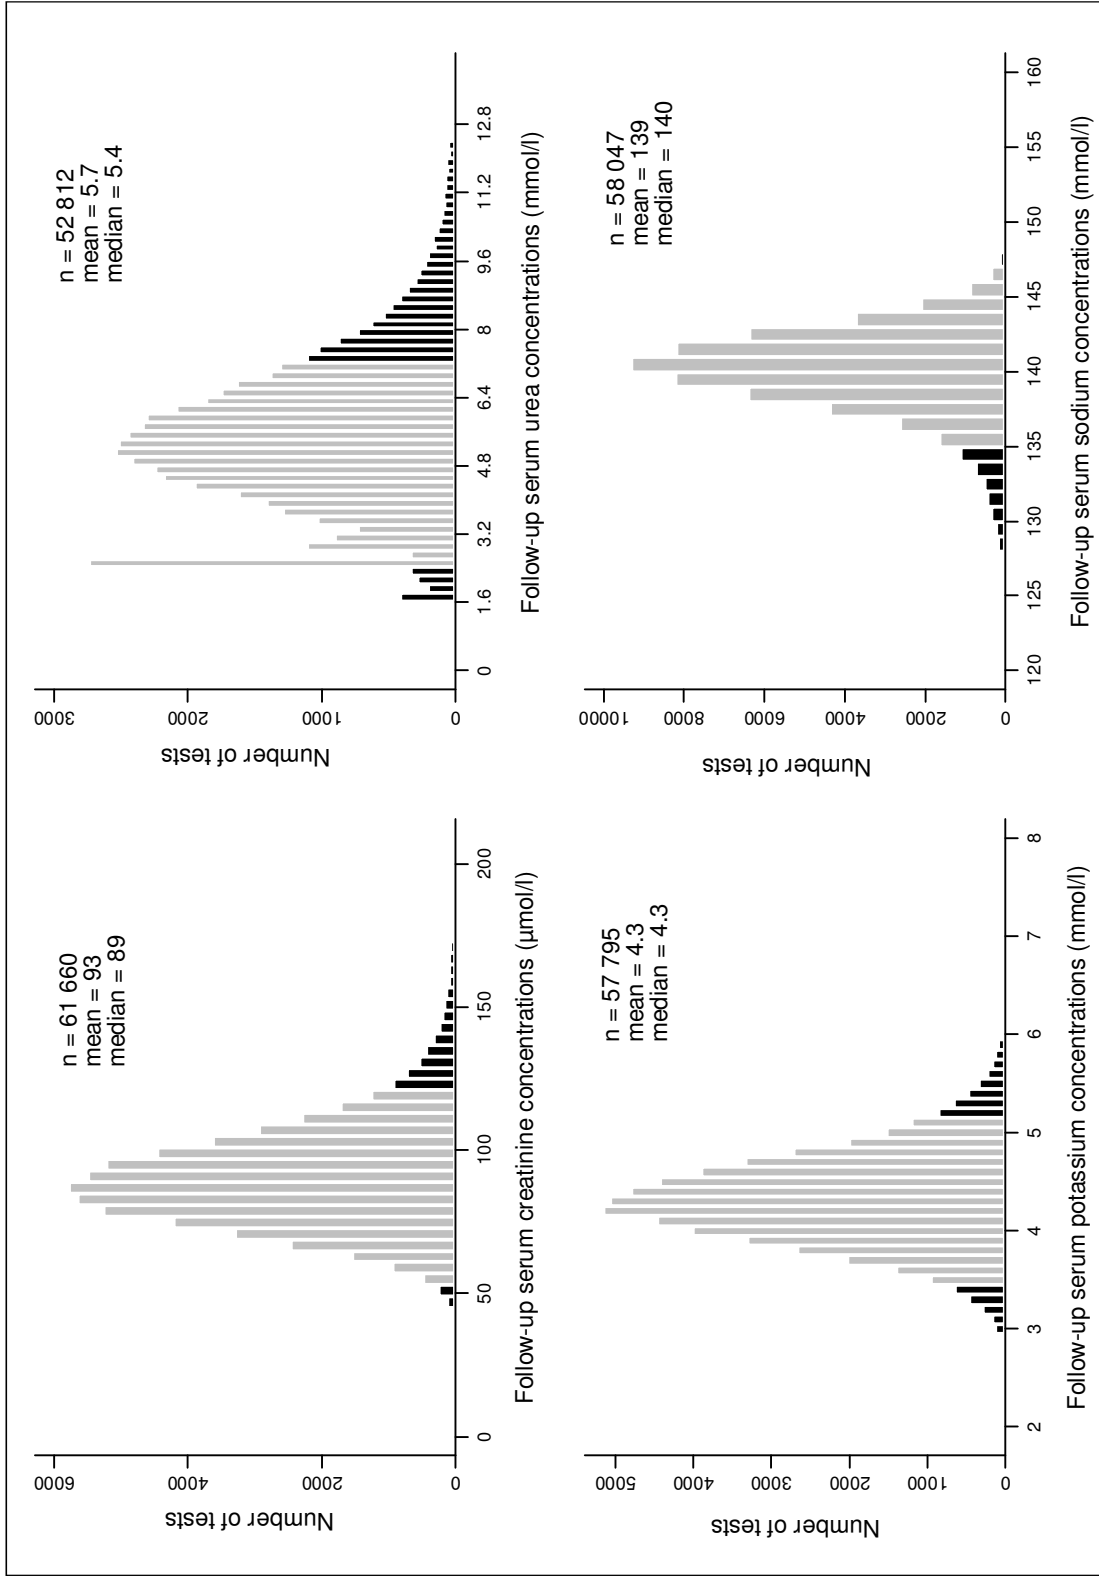 Number of tests
0
2000
4000
6000
n = 61 660
mean = 93
median = 89
0
50
100
150
200
Follow-up serum creatinine concentrations (µmol/l)
Number of tests
0
1000
2000
3000
n = 52 812
mean = 5.7
median = 5.4
0
1.6
3.2
4.8
6.4
8
9.6
11.2
12.8
Follow-up serum urea concentrations (mmol/l)
Number of tests
0
1000
2000
3000
4000
5000
n = 57 795
mean = 4.3
median = 4.3
2
3
4
5
6
7
8
Follow-up serum potassium concentrations (mmol/l)
Number of tests
0
2000
4000
6000
8000
10000
n = 58 047
mean = 139
median = 140
120
125
130
135
140
145
150
155
160
Follow-up serum sodium concentrations (mmol/l)